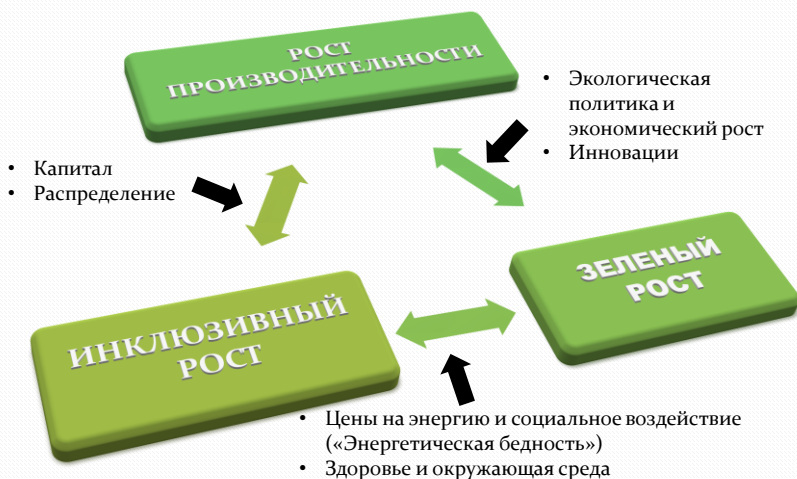 РОСТ
ПРОИЗВОДИТЕЛЬНОСТИ
• Экологическая
политика и
экономический рост
• Инновации
• Капитал
• Распределение
ЗЕЛЕНЫЙ
РОСТ
ИНКЛЮЗИВНЫЙ
РОСТ
• Цены на энергию и социальное воздействие
(«Энергетическая бедность»)
• Здоровье и окружающая среда